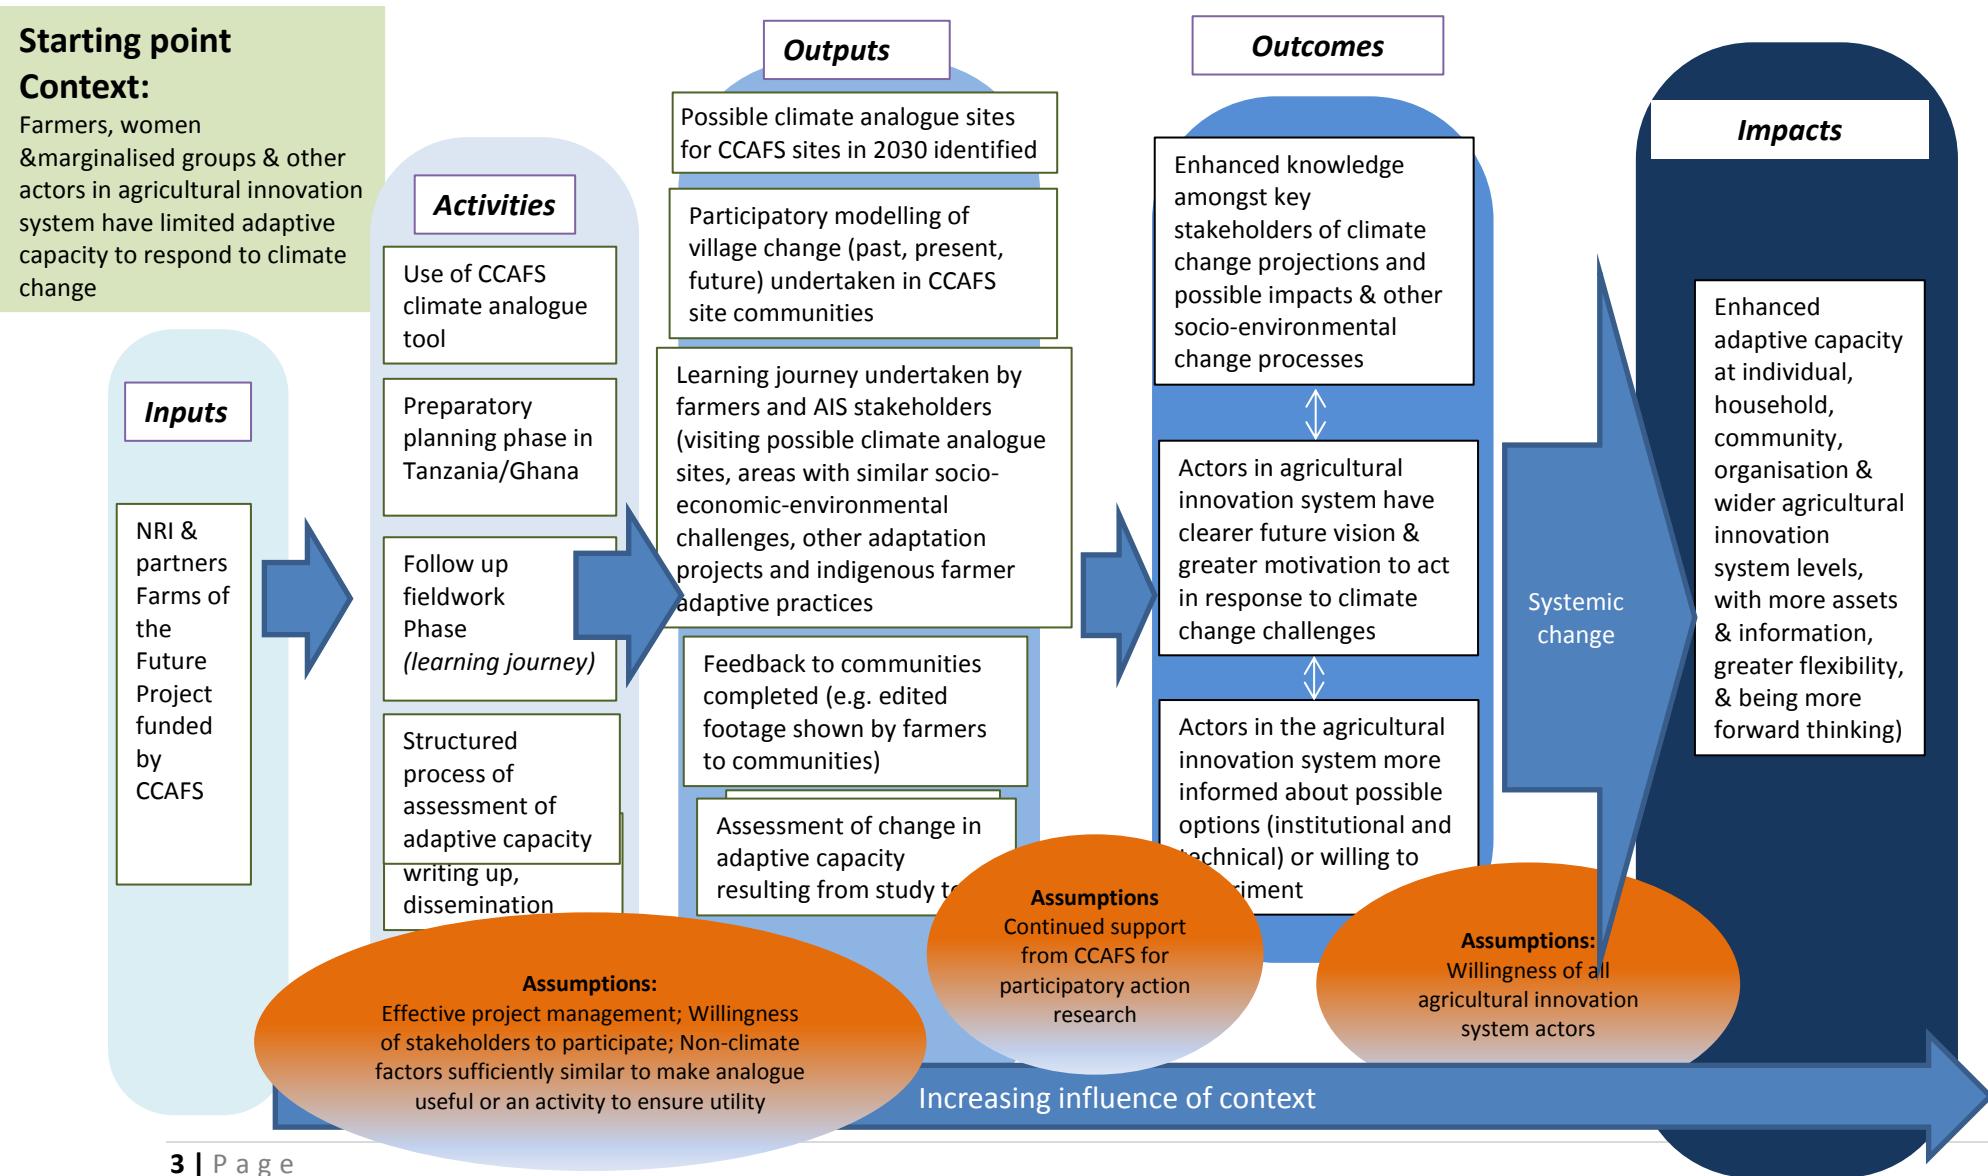 Starting point
Context:
Farmers, women
&marginalised groups & other
actors in agricultural innovation
system have limited adaptive
capacity to respond to climate
change
Inputs
NRI &
partners
Farms of
the
Future
Project
funded
by
CCAFS
Activities
Use of CCAFS
climate analogue
tool
Preparatory
planning phase in
Tanzania/Ghana
Follow up
fieldwork
Phase
(learning journey)
Structured
process of
assessment of
adaptive capacity
writing up,
dissemination
Outputs
Possible climate analogue sites
for CCAFS sites in 2030 identified
Participatory modelling of
village change (past, present,
future) undertaken in CCAFS
site communities
Learning journey undertaken by
farmers and AIS stakeholders
(visiting possible climate analogue
sites, areas with similar socio-
economic-environmental
challenges, other adaptation
projects and indigenous farmer
adaptive practices
Feedback to communities
completed (e.g. edited
footage shown by farmers
to communities)
Assessment of change in
adaptive capacity
resulting from study
Outcomes
Enhanced knowledge
amongst key
stakeholders of climate
change projections and
possible impacts & other
socio-environmental
change processes
Actors in agricultural
innovation system have
clearer future vision &
greater motivation to act
in response to climate
change challenges
Actors in the agricultural
innovation system more
informed about possible
options (institutional and
technical) or willing to
Systemic
change
Impacts
Enhanced
adaptive capacity
at individual,
household,
community,
organisation &
wider agricultural
innovation
system levels,
with more assets
& information,
greater flexibility,
& being more
forward thinking)
Assumptions:
Effective project management; Willingness
of stakeholders to participate; Non-climate
factors sufficiently similar to make analogue
useful or an activity to ensure utility
Assumptions
Continued support
from CCAFS for
participatory action
research
Assumptions:
Willingness of all
agricultural innovation
system actors
Increasing influence of context
3 | P a g e